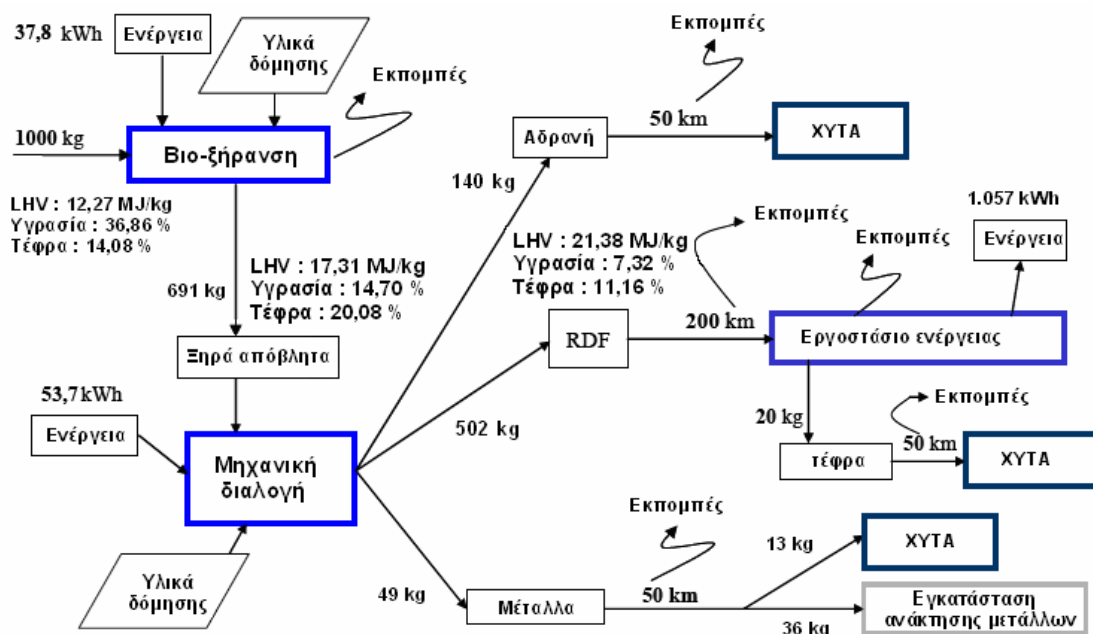 37,8 kWh
Ενέργεια
Υλικά
δόμησης
Εκπομπές
1000 kg
Βιο-ξήρανση
LHV : 12,27 MJ/kg
Υγρασία : 36,86 %
Τέφρα : 14,08 %
691 kg
LHV : 17,31 MJ/kg
Υγρασία : 14,70 %
Τέφρα : 20,08 %
Ξηρά απόβλητα
53,7 kWh
Ενέργεια
Μηχανική
διαλογή
Υλικά
δόμησης
140 kg
Αδρανή
Εκπομπές
50 km
ΧΥΤΑ
502 kg
LHV : 21,38 MJ/kg
Υγρασία : 7,32 %
Τέφρα : 11,16 %
RDF
Εκπομπές
200 km
Εκπομπές
1.057 kWh
Ενέργεια
Εργοστάσιο ενέργειας
20 kg
τέφρα
Εκπομπές
50 km
ΧΥΤΑ
49 kg
Μέταλλα
Εκπομπές
50 km
13 kg
ΧΥΤΑ
36 kg
Εγκατάσταση
ανάκτησης μετάλλων